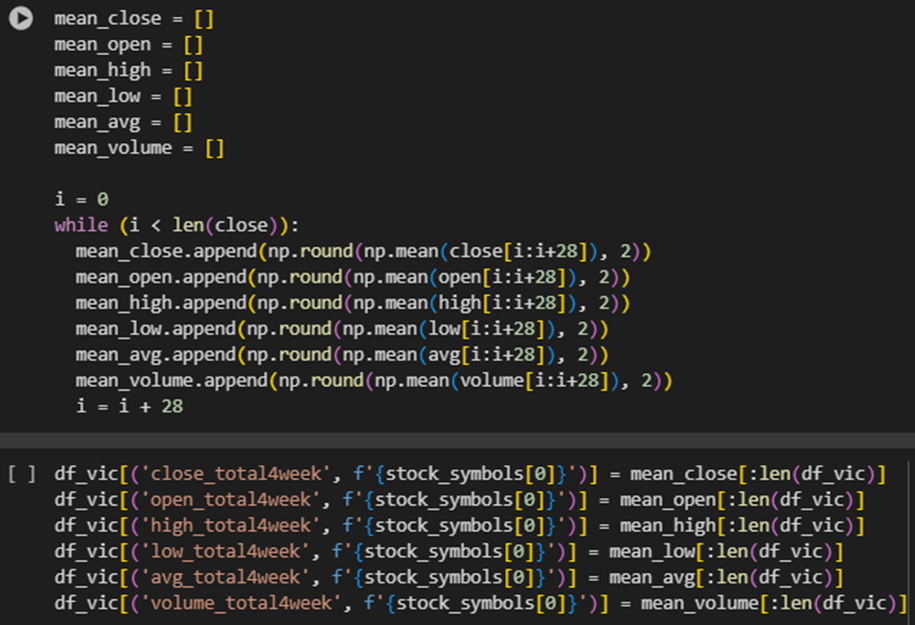 mean_close = []
mean_open = []
mean_high = []
mean_low = []
mean_avg = []
mean_volume = []
i = 0
while (i < len(close)):
  mean_close.append(np.round(np.mean(close[i:i+28]), 2))
  mean_open.append(np.round(np.mean(open[i:i+28]), 2))
  mean_high.append(np.round(np.mean(high[i:i+28]), 2))
  mean_low.append(np.round(np.mean(low[i:i+28]), 2))
  mean_avg.append(np.round(np.mean(avg[i:i+28]), 2))
  mean_volume.append(np.round(np.mean(volume[i:i+28]), 2))
  i = i + 28
[ ] df_vic[('close_total4week', f'{stock_symbols[0]}')] = mean_close[:len(df_vic)]
df_vic[('open_total4week', f'{stock_symbols[0]}')] = mean_open[:len(df_vic)]
df_vic[('high_total4week', f'{stock_symbols[0]}')] = mean_high[:len(df_vic)]
df_vic[('low_total4week', f'{stock_symbols[0]}')] = mean_low[:len(df_vic)]
df_vic[('avg_total4week', f'{stock_symbols[0]}')] = mean_avg[:len(df_vic)]
df_vic[('volume_total4week', f'{stock_symbols[0]}')] = mean_volume[:len(df_vic)]